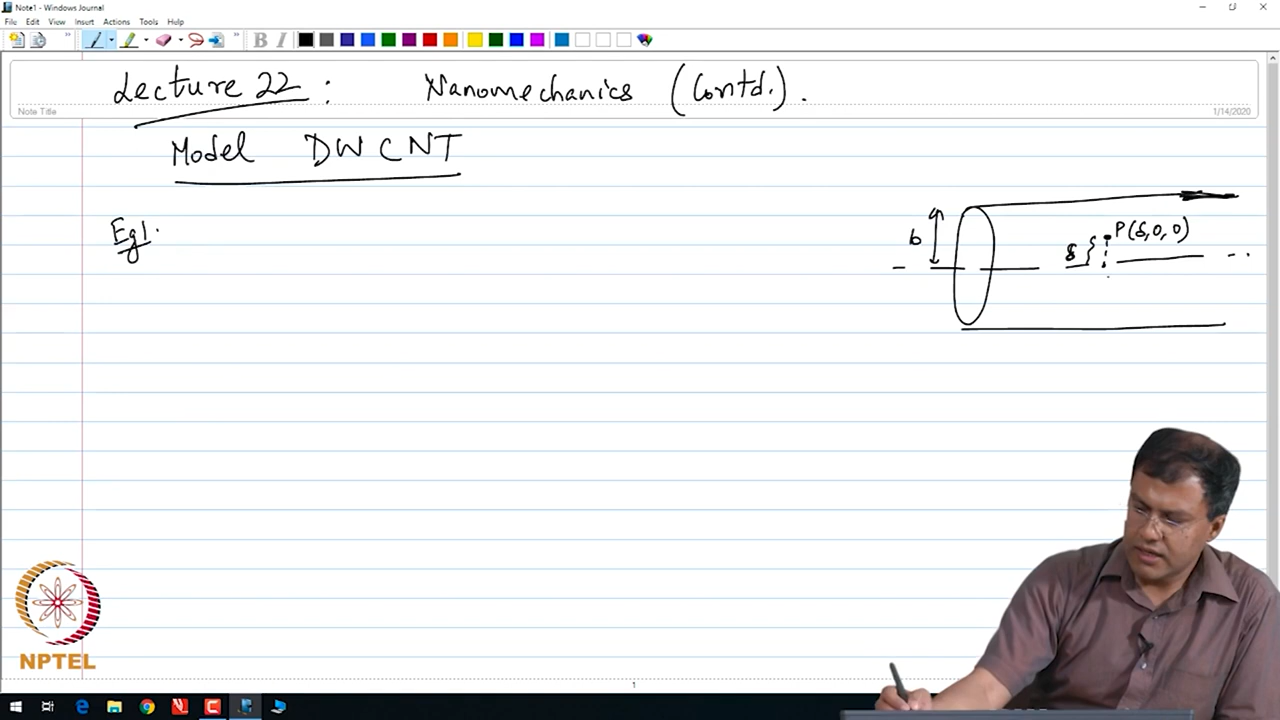 Note1 - Windows Journal
File Edit View Insert Actions Tools Help
B I
Lecture 22 : Nanomechanics (Contd.).
Note Title
1/14/2020
Model DWCNT
Eg1.
b
δ
P(δ,0,0)
NPTEL
1